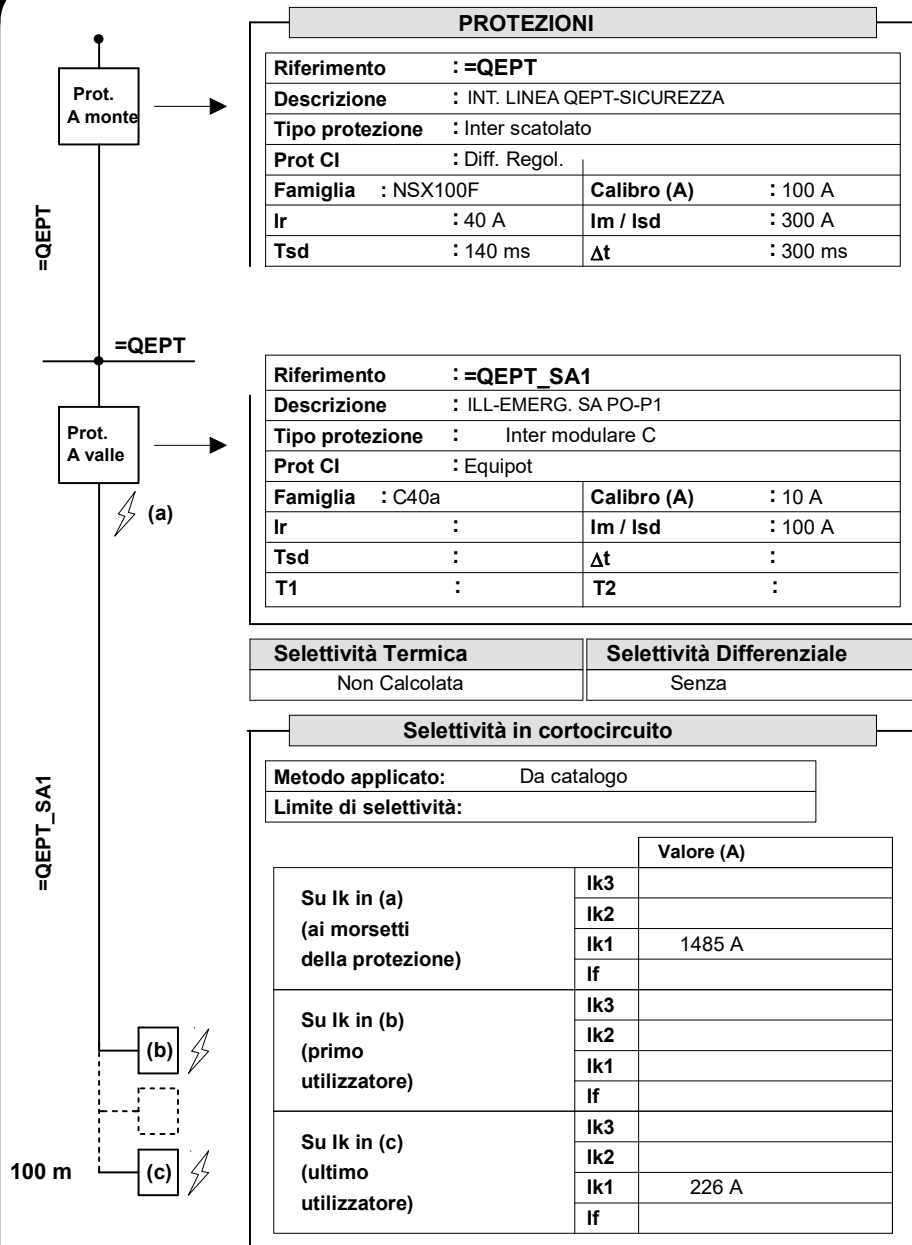 PROTEZIONI
Prot.
A monte
Riferimento : =QEPT
Descrizione : INT. LINEA QEPT-SICUREZZA
Tipo protezione : Inter scatolato
Prot CI : Diff. Regol.
Famiglia : NSX100F Calibro (A) : 100 A
Ir : 40 A Im / Isd : 300 A
Tsd : 140 ms Δt : 300 ms
=QEPT
=QEPT
Prot.
A valle
(a)
Riferimento : =QEPT_SA1
Descrizione : ILL-EMERG. SA PO-P1
Tipo protezione : Inter modulare C
Prot CI : Equipot
Famiglia : C40a Calibro (A) : 10 A
Ir : Im / Isd : 100 A
Tsd : Δt :
T1 : T2 :
Selettività Termica Selettività Differenziale
Non Calcolata Senza
Selettività in cortocircuito
Metodo applicato: Da catalogo
Limite di selettività:
=QEPT_SA1
Valore (A)
Su Ik in (a)
(ai morsetti
della protezione)
Ik3
Ik2
Ik1 1485 A
If
(b)
Su Ik in (b)
(primo
utilizzatore)
Ik3
Ik2
Ik1
If
100 m (c)
Su Ik in (c)
(ultimo
utilizzatore)
Ik3
Ik2
Ik1 226 A
If